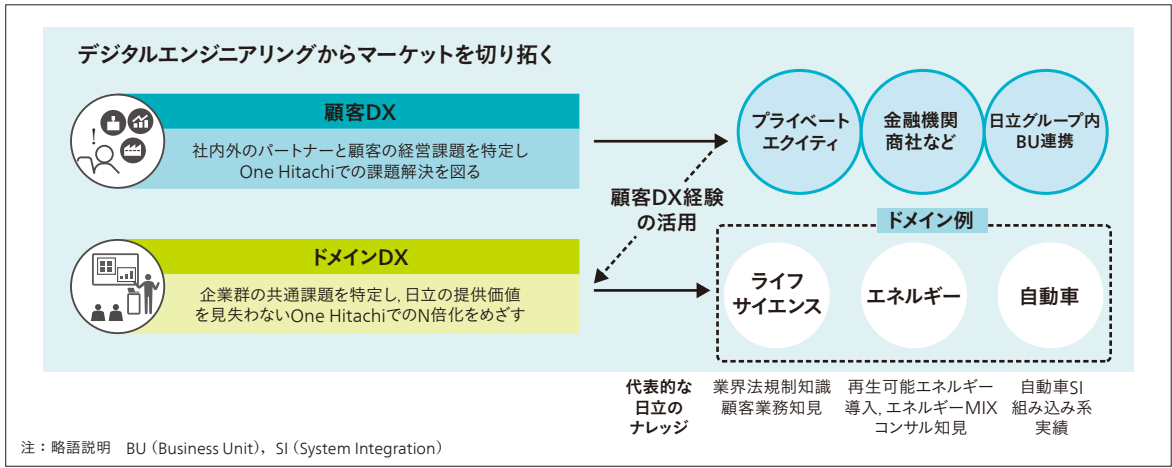 デジタルエンジニアリングからマーケットを切り拓く
顧客DX
社内外のパートナーと顧客の経営課題を特定し
One Hitachiでの課題解決を図る
プライベート
エクイティ
金融機関
商社など
日立グループ内
BU連携
顧客DX経験
の活用
ドメインDX
企業群の共通課題を特定し，日立の提供価値
を見失わないOne HitachiでのN倍化をめざす
ドメイン例
ライフ
サイエンス
エネルギー
自動車
代表的な
日立の
ナレッジ
業界法規制知識
顧客業務知見
再生可能エネルギー
導入，エネルギーMIX
コンサル知見
自動車SI
組み込み系
実績
注：略語説明　BU（Business Unit），SI（System Integration）